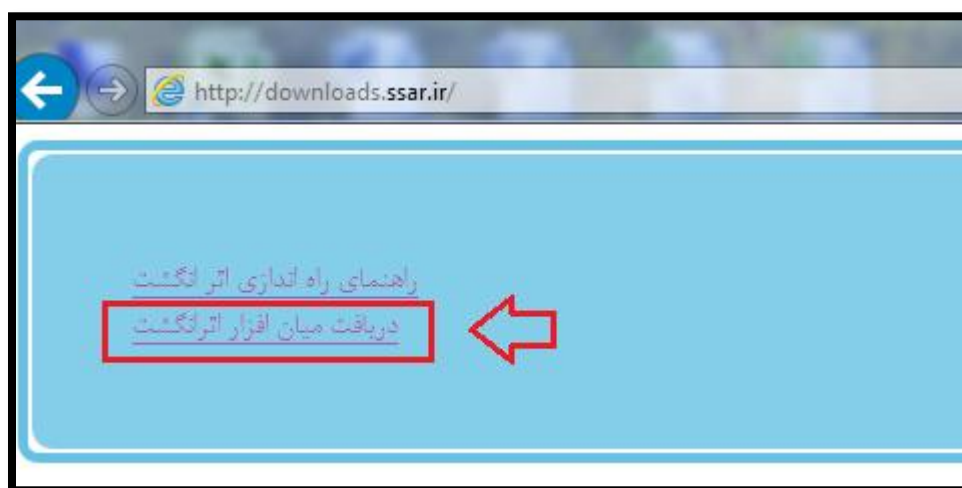 http://downloads.ssar.ir/
راهنمای راه اندازی اثر انگشت
دریافت میان افزار اثرانگشت